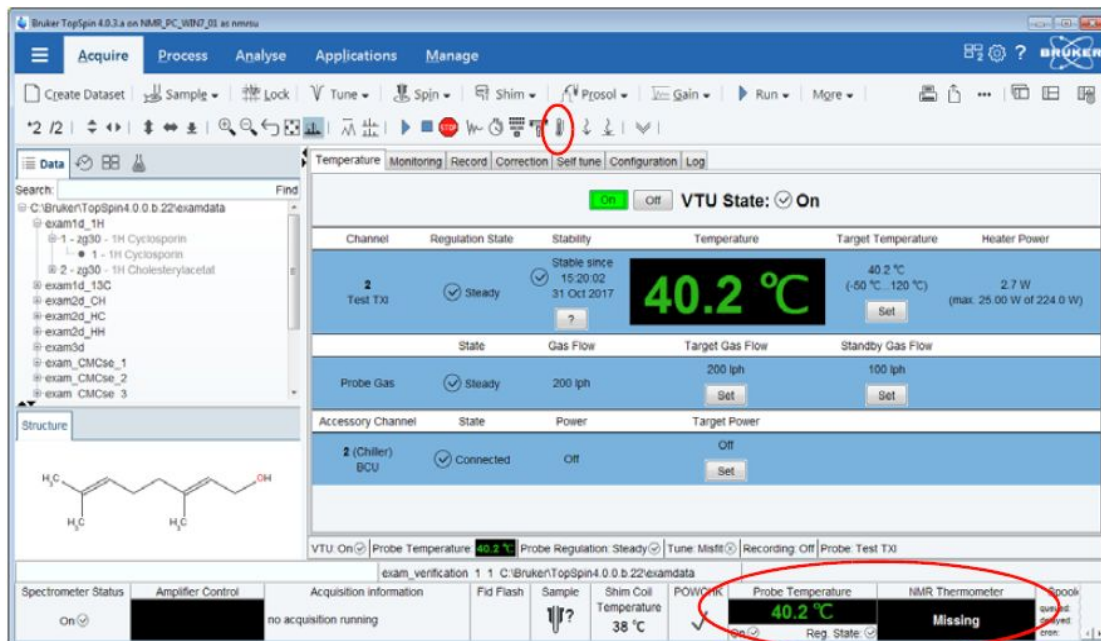 Bruker TopSpin 4.0.3.a on NMR_PC_WIN7_01 as nmrsu
Acquire Process Analyse Applications Manage
? BRUKER
Create Dataset Sample Lock Tune Spin Shim Prosol Gain Run More ...
*2 /2 STOP
Data
Search: Find
C:\Bruker\TopSpin4.0.0.b.22\examdata
exam1d_1H
1 - zg30 - 1H Cyclosporin
1 - 1H Cyclosporin
2 - zg30 - 1H Cholesterylacetat
exam1d_13C
exam2d_CH
exam2d_HC
exam2d_HH
exam3d
exam_CMCse_1
exam_CMCse_2
exam_CMCse_3
Structure
H3C
OH
H3C
H3C
Temperature Monitoring Record Correction Self tune Configuration Log
On Off VTU State: On
Channel Regulation State Stability Temperature Target Temperature Heater Power
2
Test TXI
Steady
Stable since
15:20:02
31 Oct 2017
?
40.2 °C
40.2 °C
(-50 °C...120 °C)
Set
2.7 W
(max. 25.00 W of 224.0 W)
State Gas Flow Target Gas Flow Standby Gas Flow
Probe Gas Steady 200 lph
200 lph
Set
100 lph
Set
Accessory Channel State Power Target Power
2 (Chiller)
BCU
Connected Off
Off
Set
VTU: On Probe Temperature: 40.2 °C Probe Regulation: Steady Tune: Misfit Recording: Off Probe: Test TXI
exam_verification 1 1 C:\Bruker\TopSpin4.0.0.b.22\examdata
Spectrometer Status
On
Amplifier Control
Acquisition information
no acquisition running
Fid Flash
Sample
?
Shim Coil
Temperature
38 °C
POWCHK
Probe Temperature
40.2 °C
On Reg. State:
NMR Thermometer
Missing
queued:
delayed:
cron: